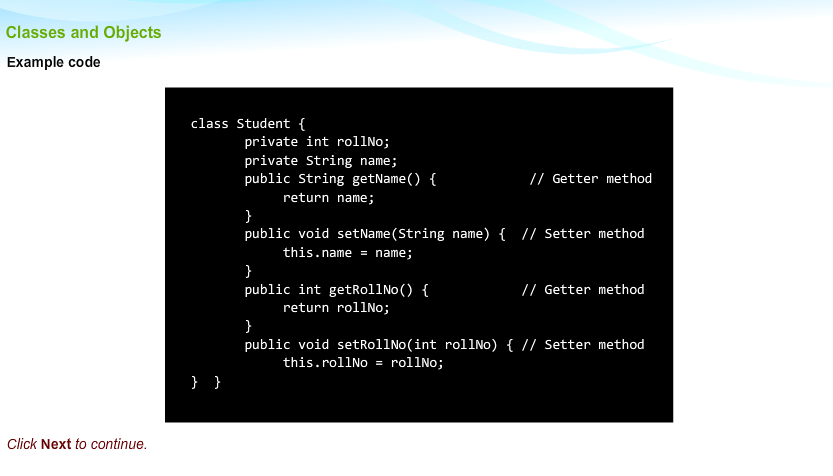 Classes and Objects
Example code
class Student {
private int rollNo;
private String name;
public String getName() { // Getter method
return name;
}
public void setName(String name) { // Setter method
this.name = name;
}
public int getRollNo() { // Getter method
return rollNo;
}
public void setRollNo(int rollNo) { // Setter method
this.rollNo = rollNo;
} }
Click Next to continue.